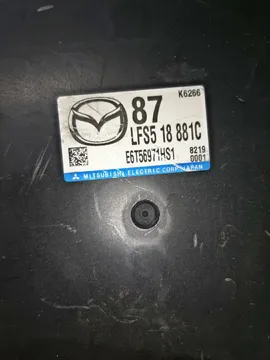 K6266
87
LFS5 18 881C
E6T56971HS1
8219
0001
MITSUBISHI ELECTRIC CORP. JAPAN